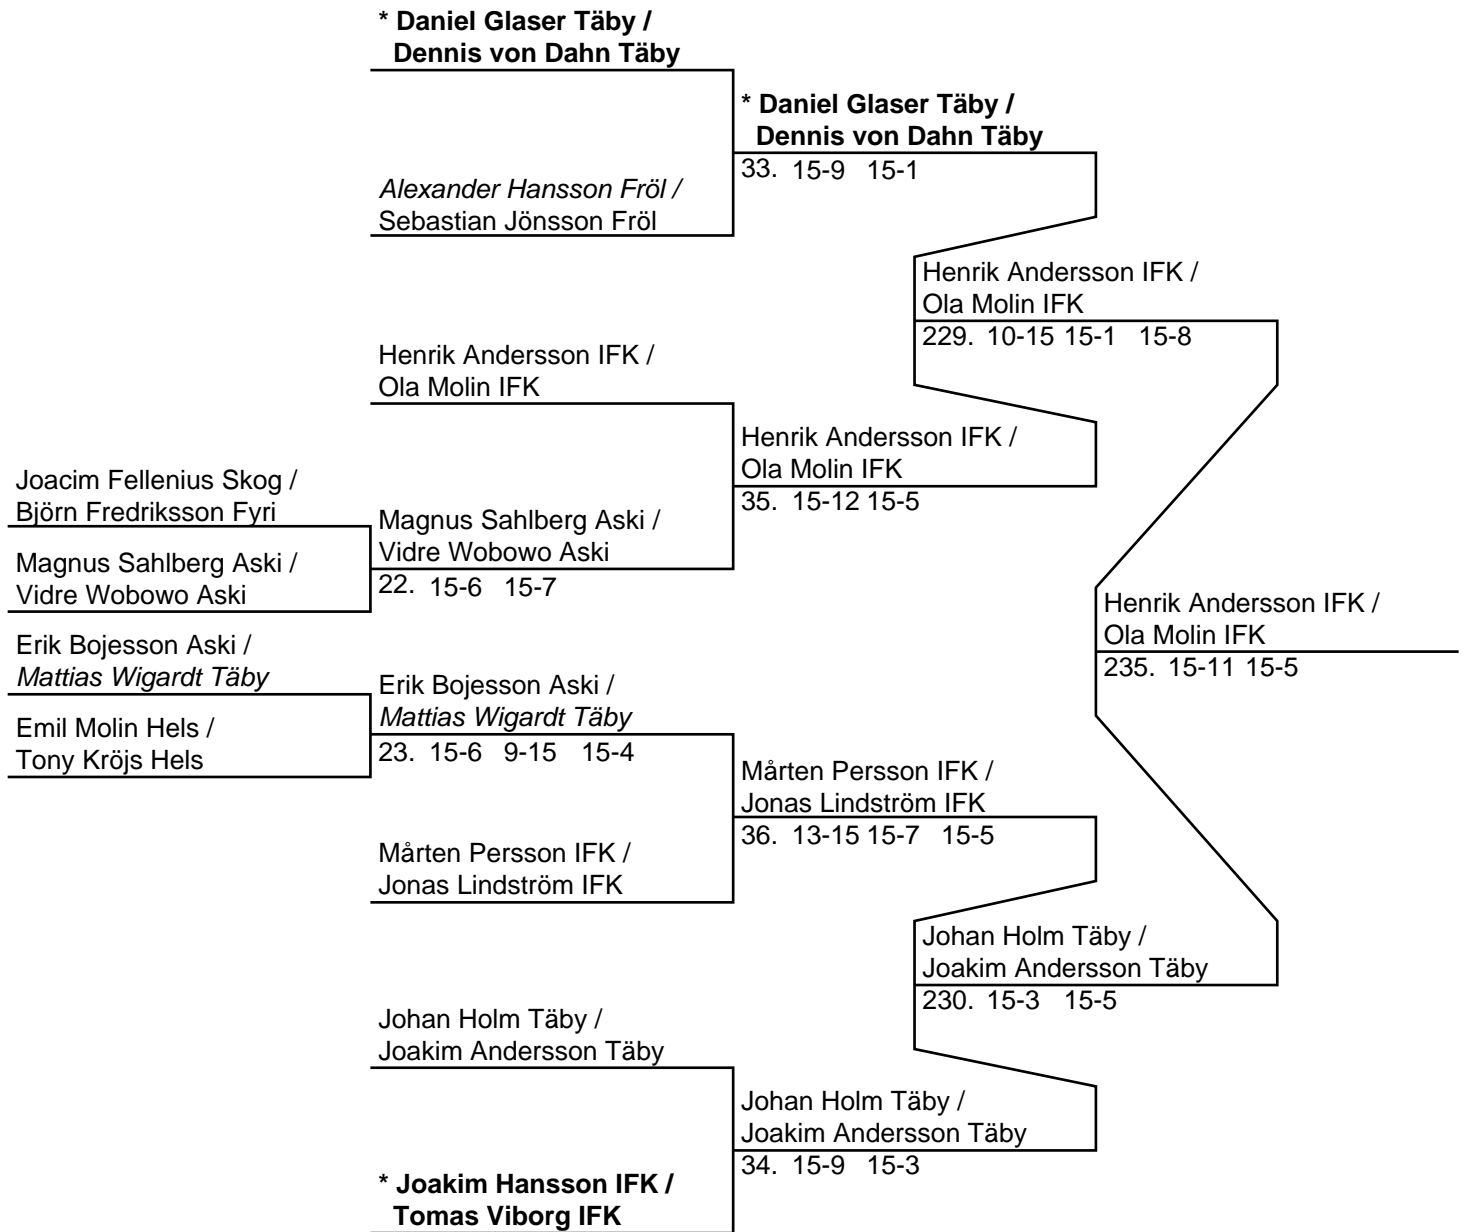 * Daniel Glaser Täby /
Dennis von Dahn Täby
* Daniel Glaser Täby /
Dennis von Dahn Täby
33. 15-9 15-1
Alexander Hansson Fröl /
Sebastian Jönsson Fröl
Henrik Andersson IFK /
Ola Molin IFK
229. 10-15 15-1 15-8
Henrik Andersson IFK /
Ola Molin IFK
Henrik Andersson IFK /
Ola Molin IFK
35. 15-12 15-5
Joacim Fellenius Skog /
Björn Fredriksson Fyri
Magnus Sahlberg Aski /
Vidre Wobowo Aski
22. 15-6 15-7
Magnus Sahlberg Aski /
Vidre Wobowo Aski
Henrik Andersson IFK /
Ola Molin IFK
235. 15-11 15-5
Erik Bojesson Aski /
Mattias Wigardt Täby
Erik Bojesson Aski /
Mattias Wigardt Täby
23. 15-6 9-15 15-4
Emil Molin Hels /
Tony Kröjs Hels
Mårten Persson IFK /
Jonas Lindström IFK
36. 13-15 15-7 15-5
Mårten Persson IFK /
Jonas Lindström IFK
Johan Holm Täby /
Joakim Andersson Täby
230. 15-3 15-5
Johan Holm Täby /
Joakim Andersson Täby
Johan Holm Täby /
Joakim Andersson Täby
34. 15-9 15-3
* Joakim Hansson IFK /
Tomas Viborg IFK